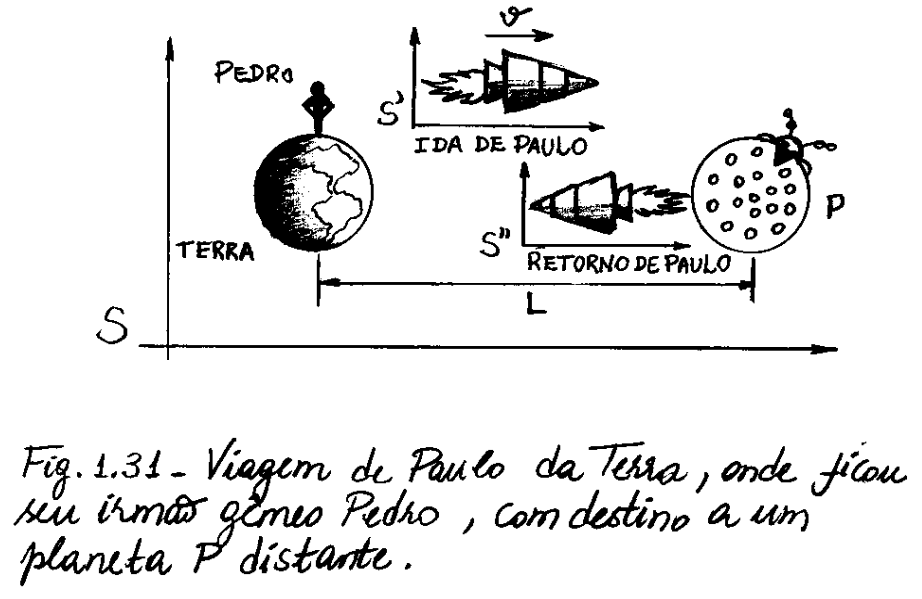 v
PEDRO
S'
IDA DE PAULO
TERRA
S"
RETORNO DE PAULO
P
L
S
Fig. 1.31 - Viagem de Paulo da Terra, onde ficou
seu irmão gêmeo Pedro, com destino a um
planeta P distante.